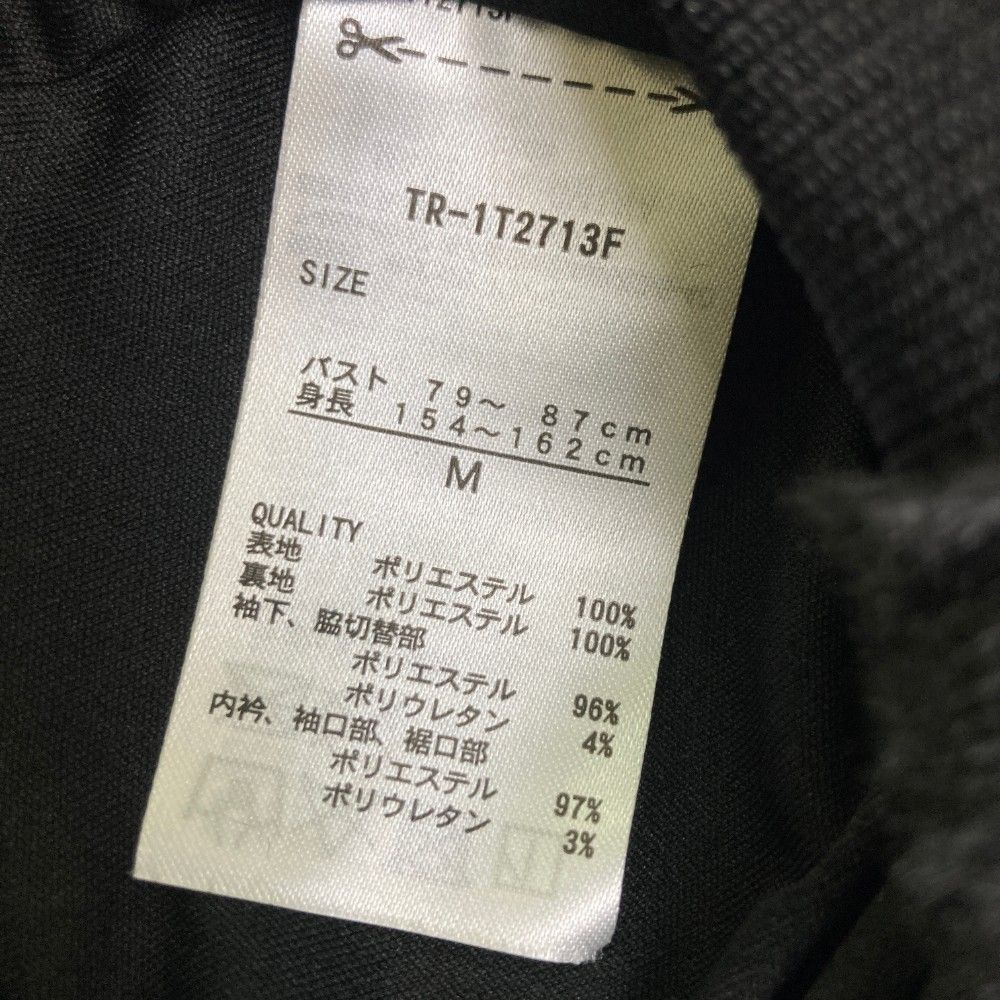 TR-1T2713F
SIZE
バスト 79～ 87cm
身長 154～162cm
M
QUALITY
表地 ポリエステル 100%
裏地 ポリエステル 100%
袖下、脇切替部
ポリエステル 96%
ポリウレタン 4%
内衿、袖口部、裾口部
ポリエステル 97%
ポリウレタン 3%